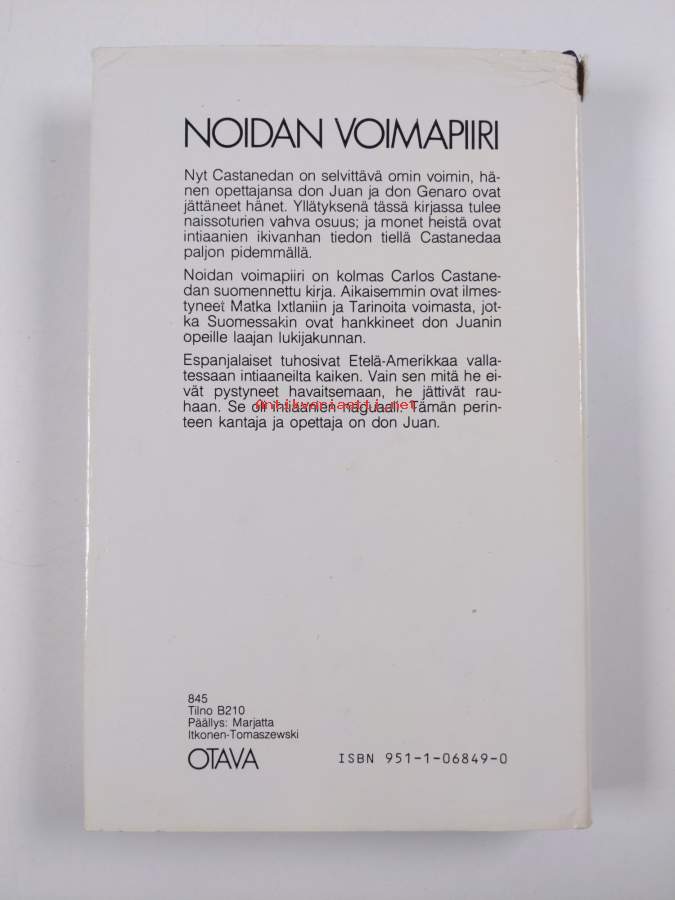 NOIDAN VOIMAPIIRI
Nyt Castanedan on selvittävä omin voimin, hä-
nen opettajansa don Juan ja don Genaro ovat
jättäneet hänet. Yllätyksenä tässä kirjassa tulee
naissoturien vahva osuus; ja monet heistä ovat
intiaanien ikivanhan tiedon tiellä Castanedaa
paljon pidemmällä.
Noidan voimapiiri on kolmas Carlos Castane-
dan suomennettu kirja. Aikaisemmin ovat ilmes-
tyneet Matka Ixtlaniin ja Tarinoita voimasta, jot-
ka Suomessakin ovat hankkineet don Juanin
opeille laajan lukijakunnan.
Espanjalaiset tuhosivat Etelä-Amerikkaa valla-
tessaan intiaaneilta kaiken. Vain sen mitä he ei-
vät pystyneet havaitsemaan, he jättivät rau-
haan. Se oli intiaanien naguaali. Tämän perin-
teen kantaja ja opettaja on don Juan.
Antikvariaatti.net
845
Tilno B210
Päällys: Marjatta
Itkonen-Tomaszewski
OTAVA
ISBN 951-1-06849-0